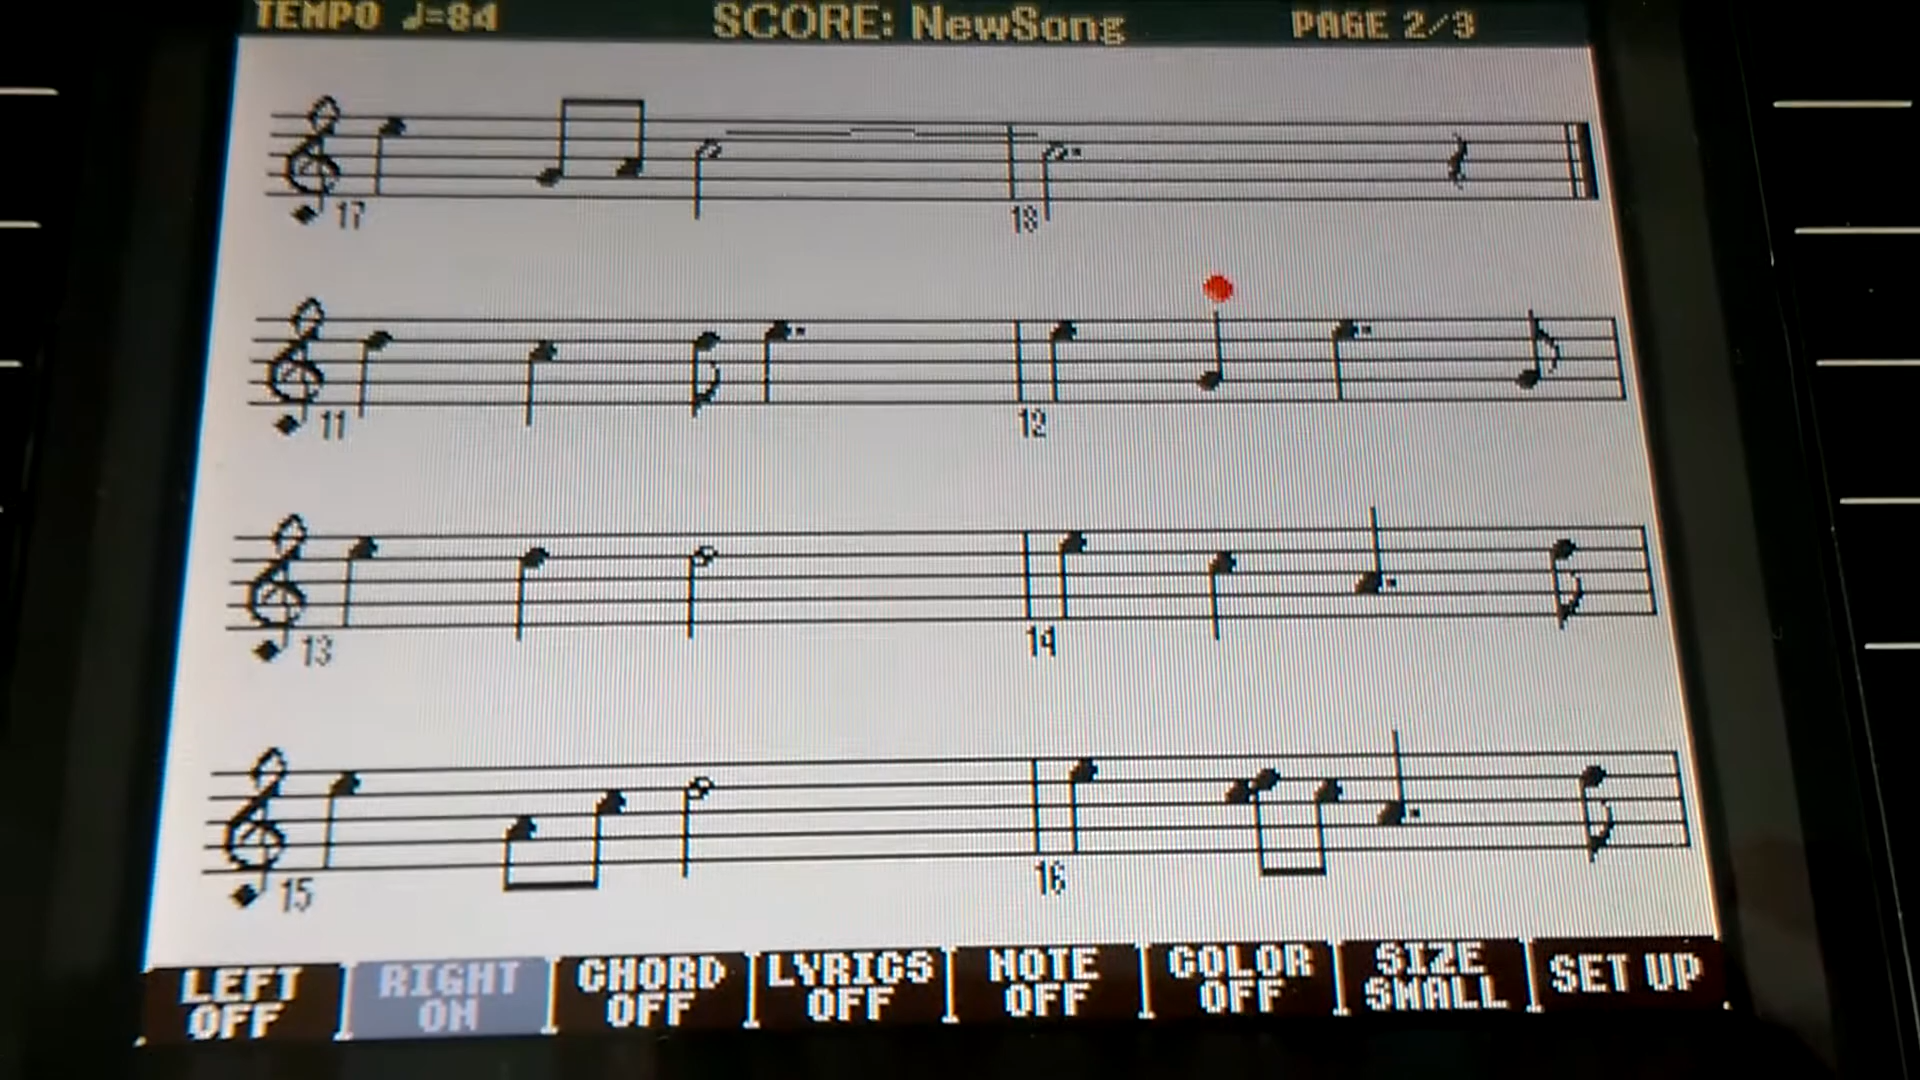 TEMPO ♩=84 SCORE: NewSong PAGE 2/3
17 18
11 12
13 14
15 16
LEFT OFF
RIGHT ON
CHORD OFF
LYRICS OFF
NOTE OFF
COLOR OFF
SIZE SMALL
SET UP